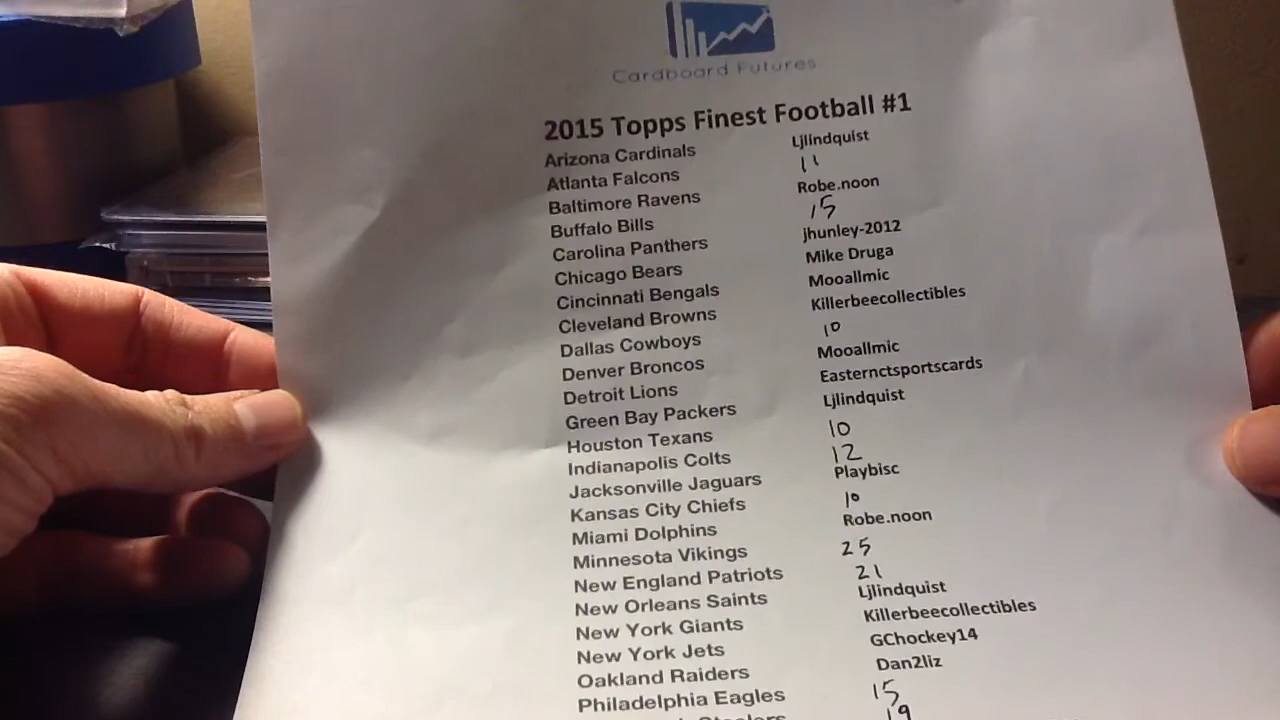 Cardboard Futures
2015 Topps Finest Football #1
Arizona Cardinals Ljlindquist
Atlanta Falcons 11
Baltimore Ravens Robe.noon
Buffalo Bills 15
Carolina Panthers jhunley-2012
Chicago Bears Mike Druga
Cincinnati Bengals Mooallmic
Cleveland Browns Killerbeecollectibles
Dallas Cowboys 10
Denver Broncos Mooallmic
Detroit Lions Easternctsportscards
Green Bay Packers Ljlindquist
Houston Texans 10
Indianapolis Colts 12
Jacksonville Jaguars Playbisc
Kansas City Chiefs 10
Miami Dolphins Robe.noon
Minnesota Vikings 25
New England Patriots 21
New Orleans Saints Ljlindquist
New York Giants Killerbeecollectibles
New York Jets GChockey14
Oakland Raiders Dan2liz
Philadelphia Eagles 15
Steelers 19